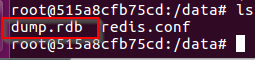 root@515a8cfb75cd:/data# ls
dump.rdb  redis.conf
root@515a8cfb75cd:/data#